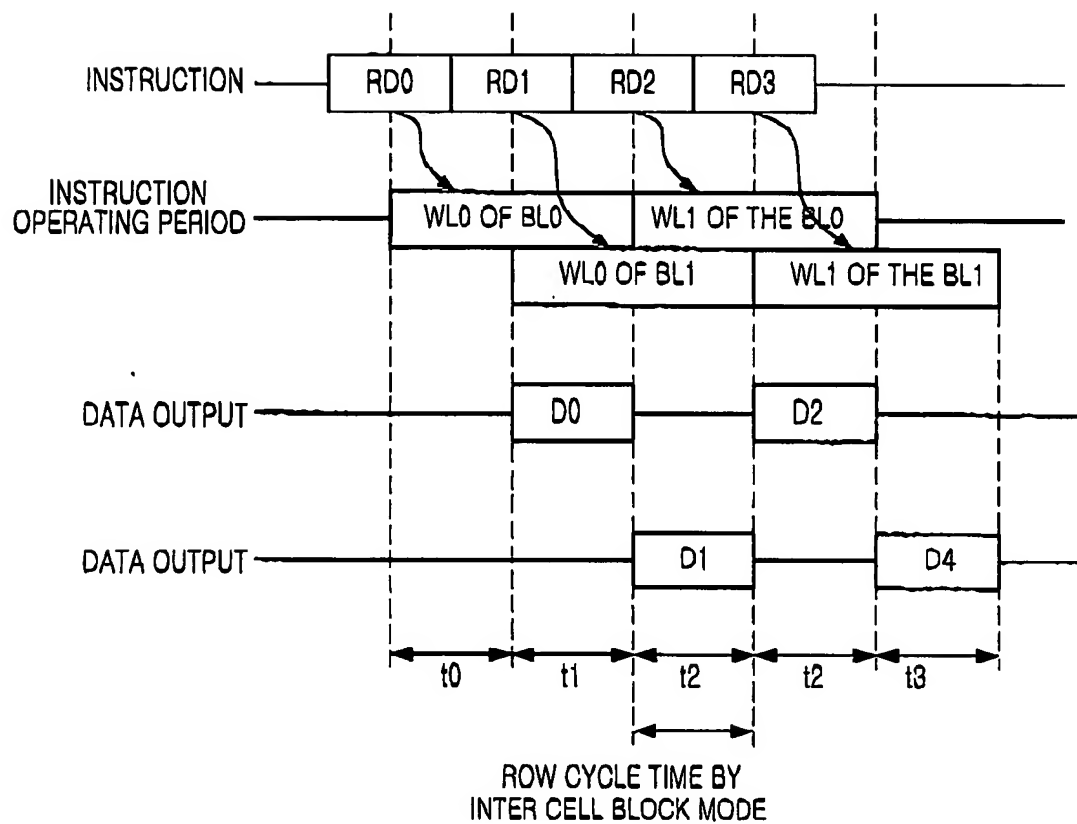 INSTRUCTION
RD0 RD1 RD2 RD3
INSTRUCTION
OPERATING PERIOD
WL0 OF BL0 WL1 OF THE BL0
WL0 OF BL1 WL1 OF THE BL1
DATA OUTPUT
D0 D2
DATA OUTPUT
D1 D4
t0 t1 t2 t2 t3
ROW CYCLE TIME BY
INTER CELL BLOCK MODE